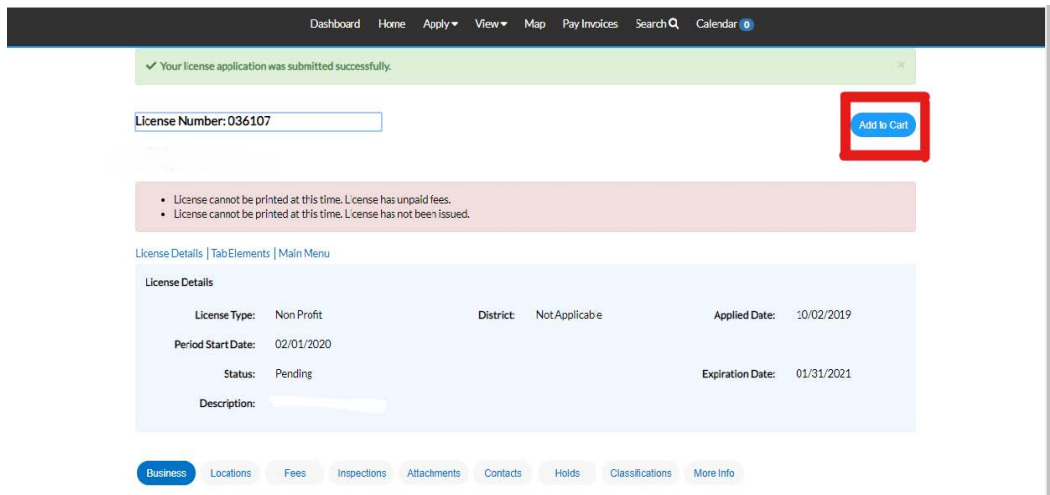 Dashboard Home Apply View Map Pay Invoices Search Calendar 0
Your license application was submitted successfully. ×
License Number: 036107
Add to Cart
License cannot be printed at this time. License has unpaid fees.
License cannot be printed at this time. License has not been issued.
License Details | Tab Elements | Main Menu
License Details
License Type: Non Profit District: Not Applicable Applied Date: 10/02/2019
Period Start Date: 02/01/2020
Status: Pending Expiration Date: 01/31/2021
Description:
Business Locations Fees Inspections Attachments Contacts Holds Classifications More Info